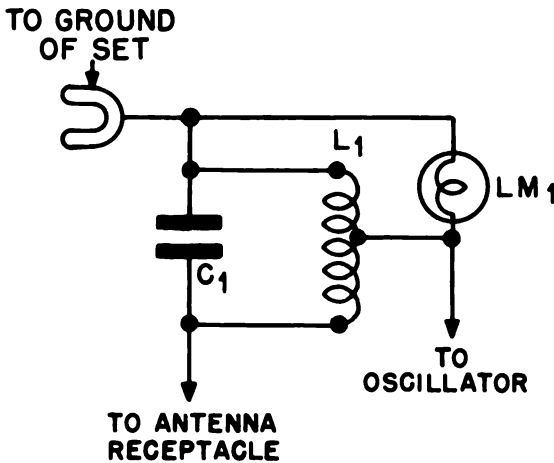 TO GROUND
OF SET
L1
LM1
C1
TO
OSCILLATOR
TO ANTENNA
RECEPTACLE